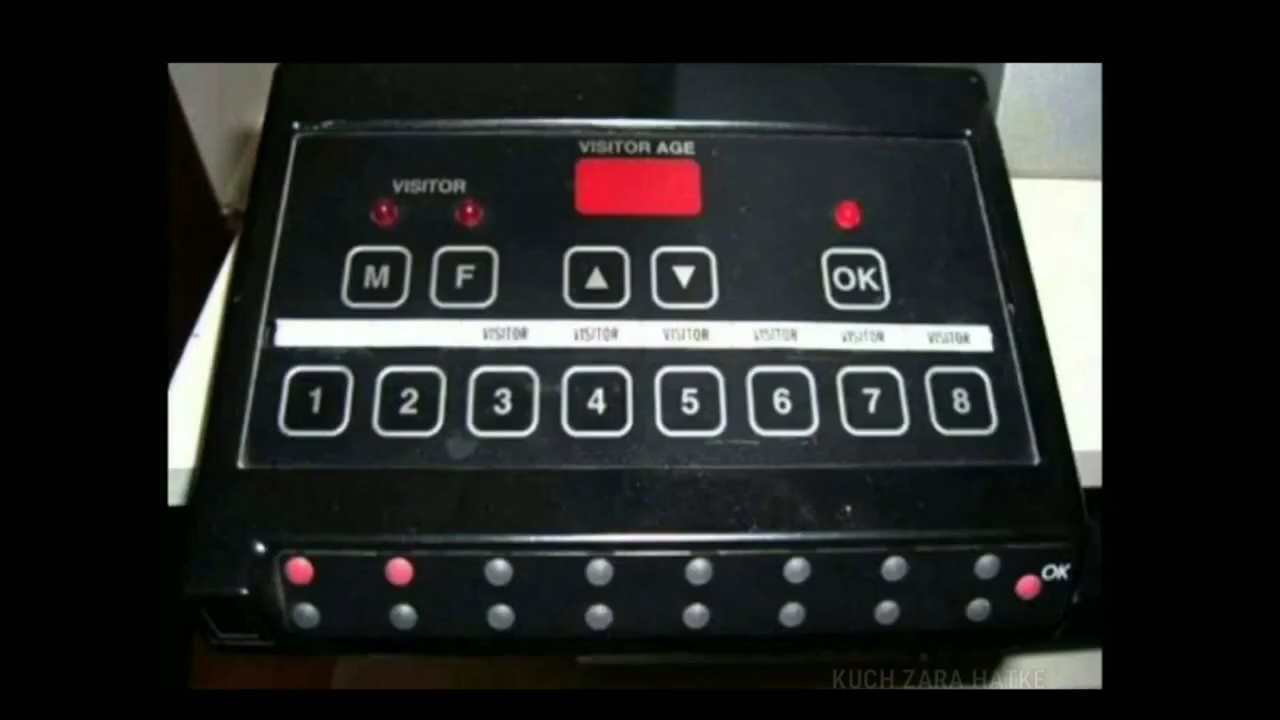 VISITOR AGE
VISITOR
M F ▲ ▼ OK
VISITOR VISITOR VISITOR VISITOR VISITOR VISITOR
1 2 3 4 5 6 7 8
OK
KUCH ZARA HATKE